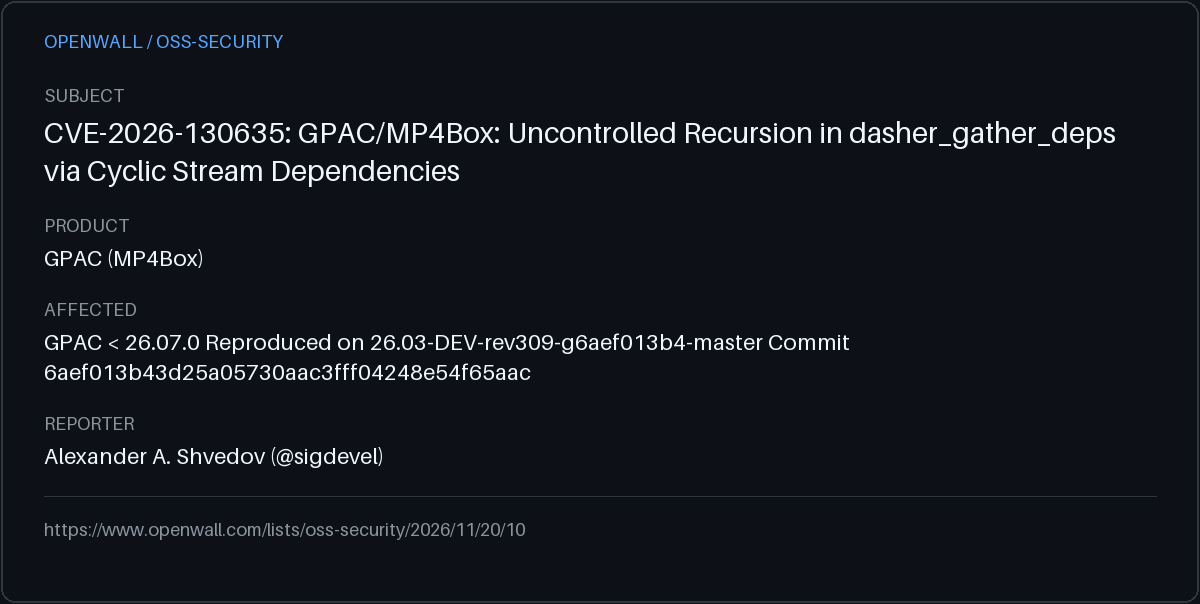 OPENWALL / OSS-SECURITY
SUBJECT
CVE-2026-130635: GPAC/MP4Box: Uncontrolled Recursion in dasher_gather_deps
via Cyclic Stream Dependencies
PRODUCT
GPAC (MP4Box)
AFFECTED
GPAC < 26.07.0 Reproduced on 26.03-DEV-rev309-g6aef013b4-master Commit
6aef013b43d25a05730aac3fff04248e54f65aac
REPORTER
Alexander A. Shvedov (@sigdevel)
https://www.openwall.com/lists/oss-security/2026/11/20/10